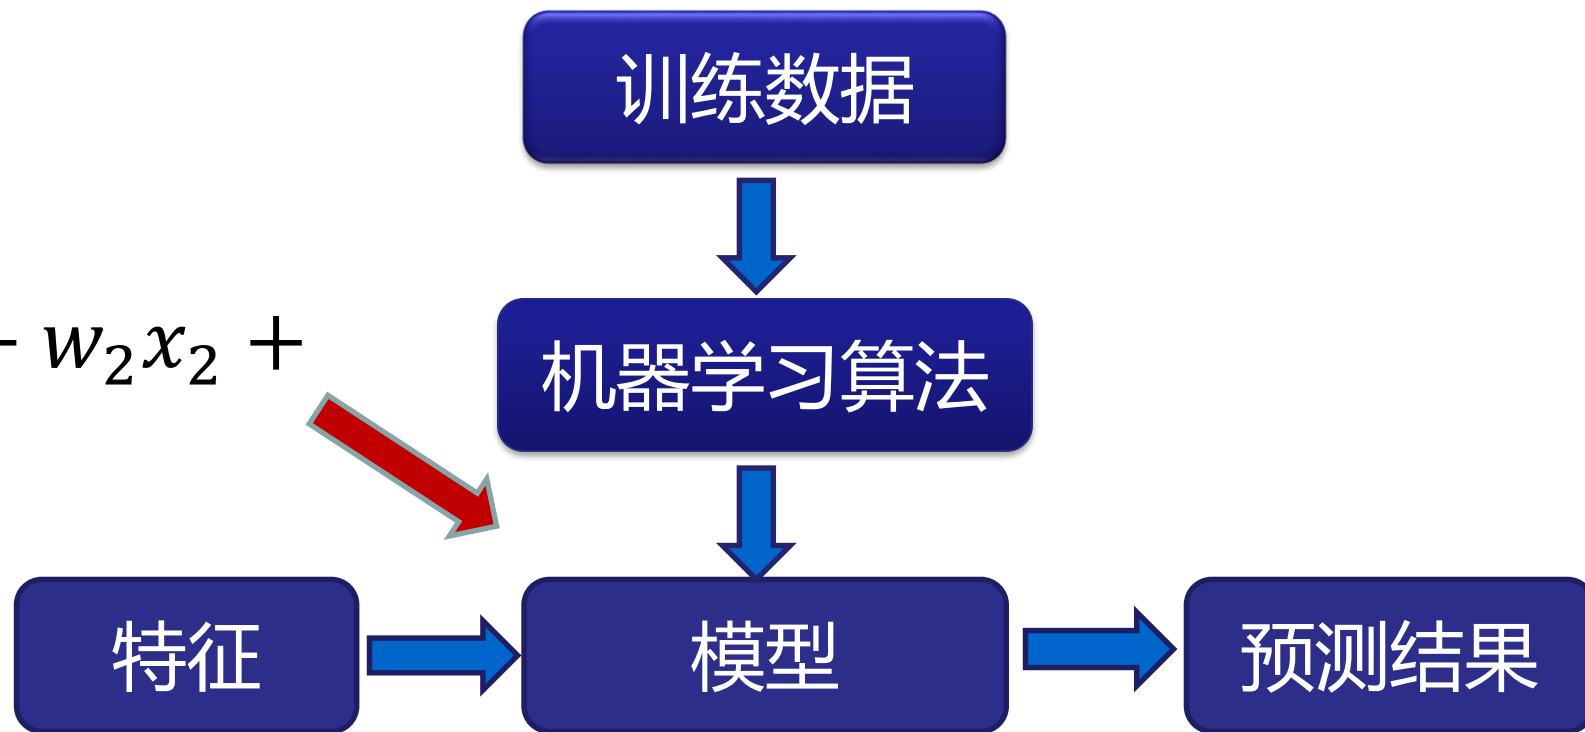 训练数据
+ w₂x₂ +
机器学习算法
特征
模型
预测结果